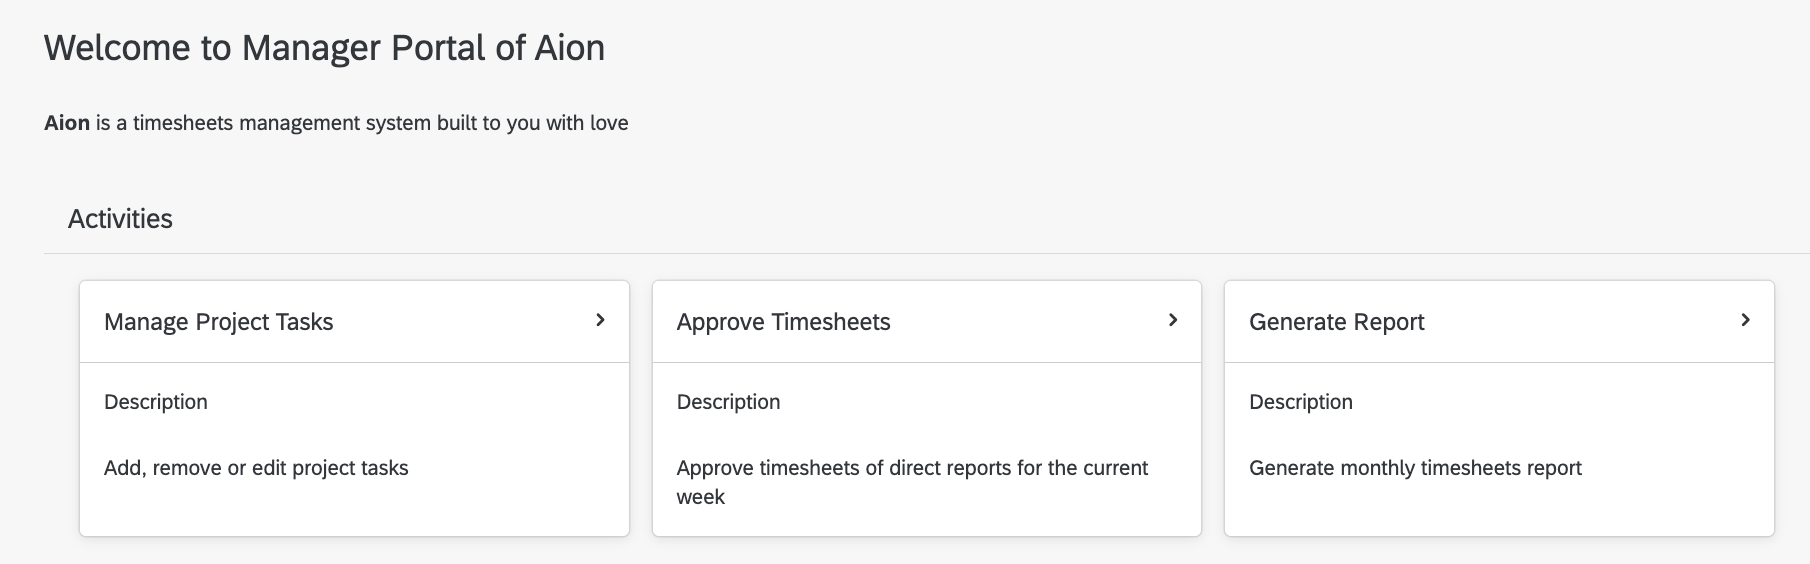 Welcome to Manager Portal of Aion
Aion is a timesheets management system built to you with love
Activities
Manage Project Tasks
Description
Add, remove or edit project tasks
Approve Timesheets
Description
Approve timesheets of direct reports for the current
week
Generate Report
Description
Generate monthly timesheets report